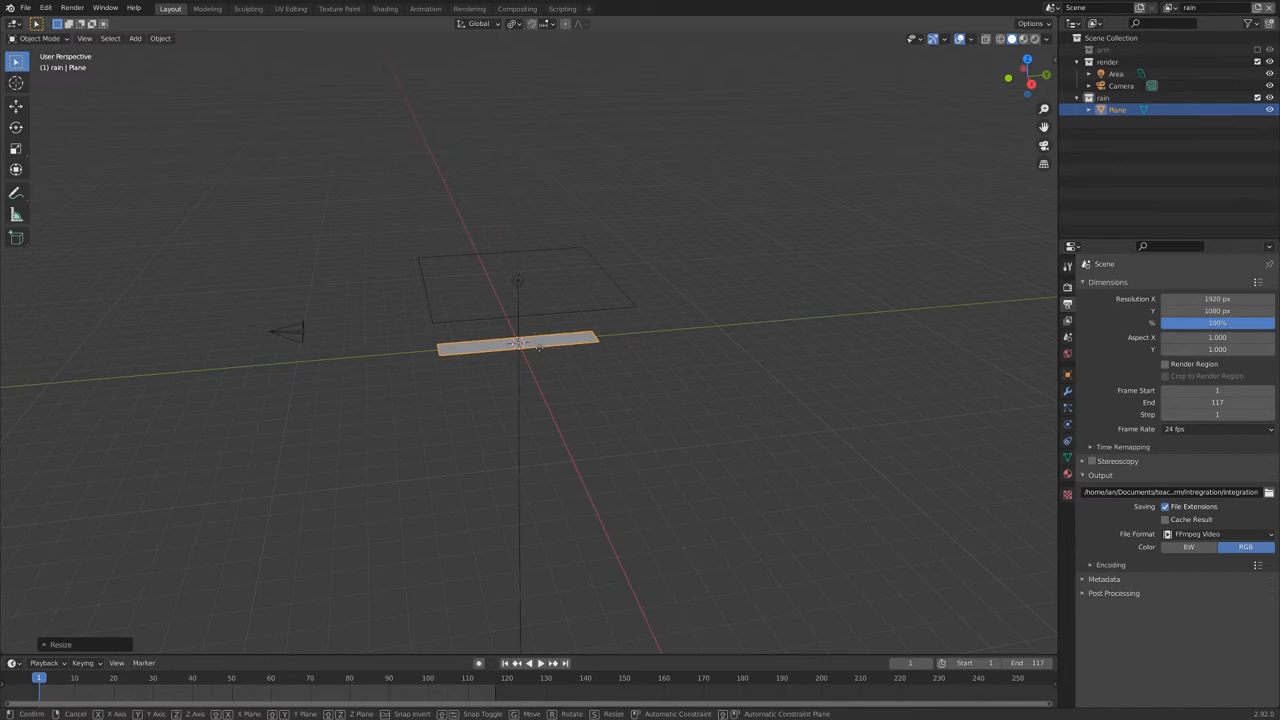 File Edit Render Window Help Layout Modeling Sculpting UV Editing Texture Paint Shading Animation Rendering Compositing Scripting Scene rain
Global Options
Object Mode View Select Add Object
User Perspective
(1) rain | Plane
Scene Collection
arm
render
Area
Camera
rain
Plane
Scene
Dimensions
Resolution X 1920 px
Y 1080 px
% 100%
Aspect X 1.000
Y 1.000
Render Region
Crop to Render Region
Frame Start 1
End 117
Step 1
Frame Rate 24 fps
Time Remapping
Stereoscopy
Output
/home/ian/Documents/teac...rm/intregration/integration
Saving File Extensions
Cache Result
File Format FFmpeg Video
Color BW RGB
Encoding
Metadata
Post Processing
Resize
Playback Keying View Marker 1 Start 1 End 117
1 10 20 30 40 50 60 70 80 90 100 110 120 130 140 150 160 170 180 190 200 210 220 230 240 250
Confirm Cancel X X Axis Y Y Axis Z Z Axis X X Plane Y Y Plane Z Z Plane Snap Invert Snap Toggle G Move R Rotate S Resize Automatic Constraint Automatic Constraint Plane 2.92.0